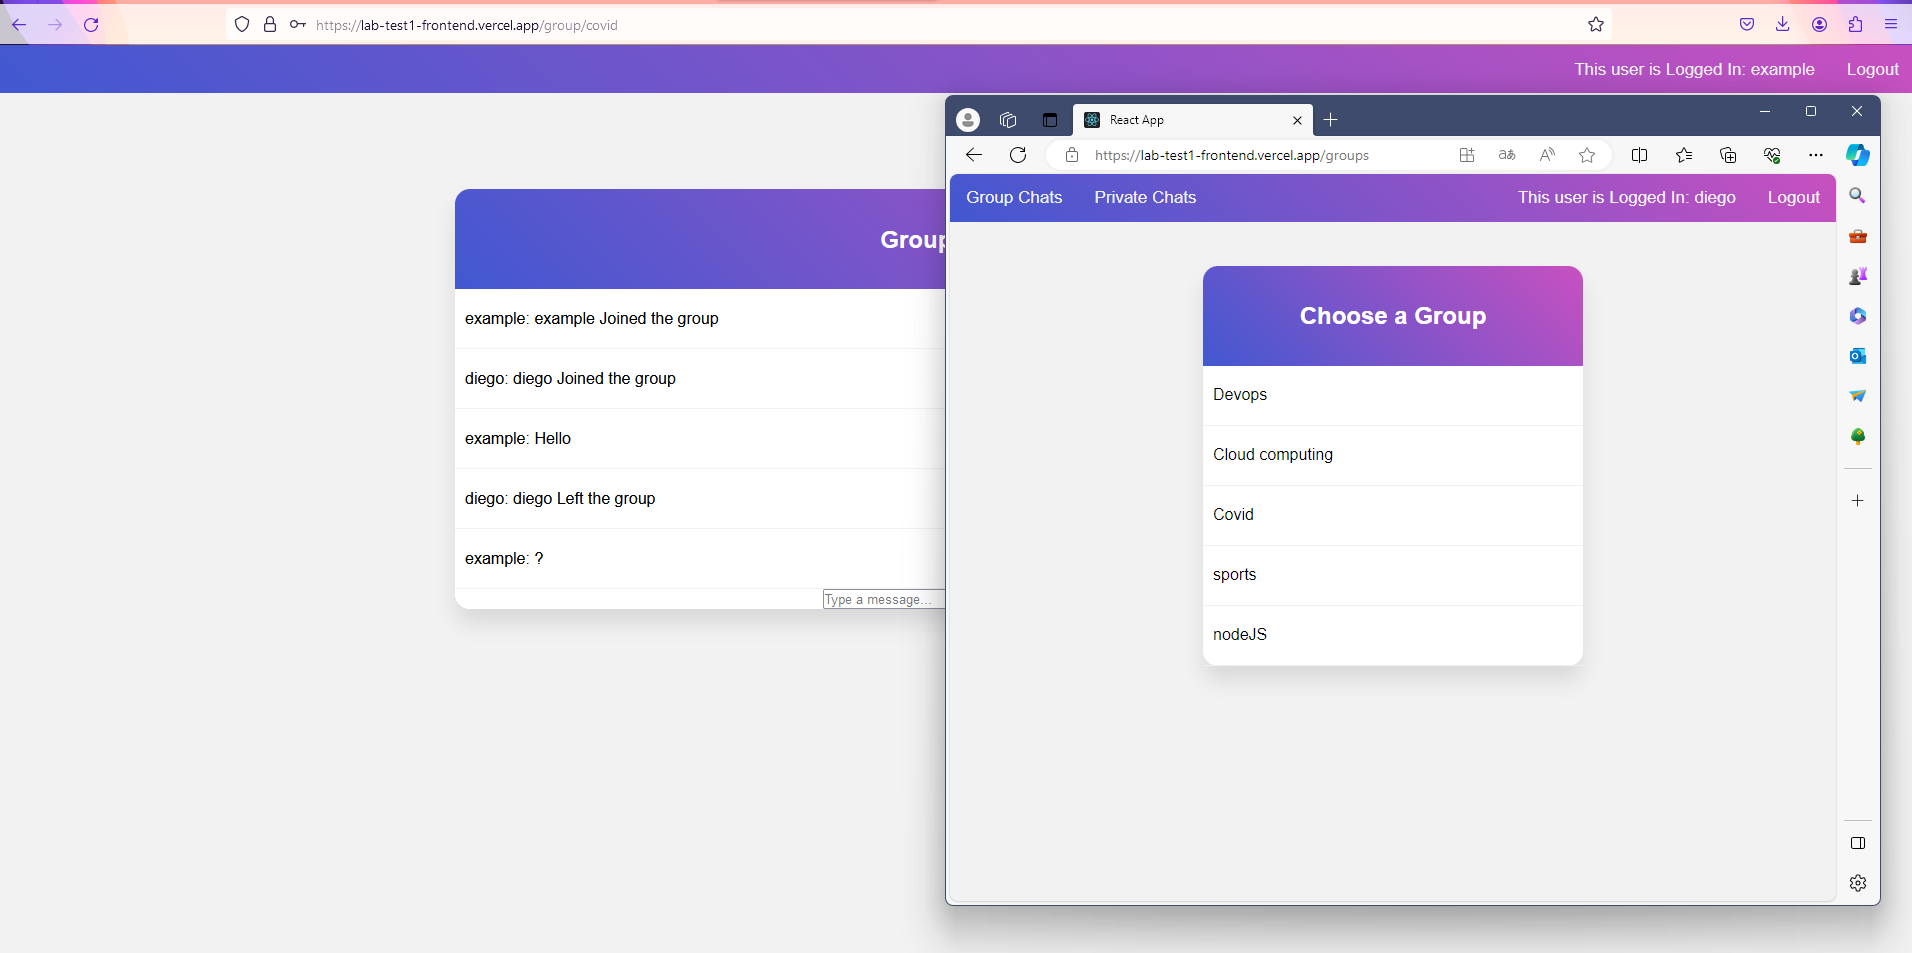 https://lab-test1-frontend.vercel.app/group/covid
This user is Logged In: example Logout
Group
example: example Joined the group
diego: diego Joined the group
example: Hello
diego: diego Left the group
example: ?
Type a message...
React App
https://lab-test1-frontend.vercel.app/groups
Group Chats Private Chats This user is Logged In: diego Logout
Choose a Group
Devops
Cloud computing
Covid
sports
nodeJS